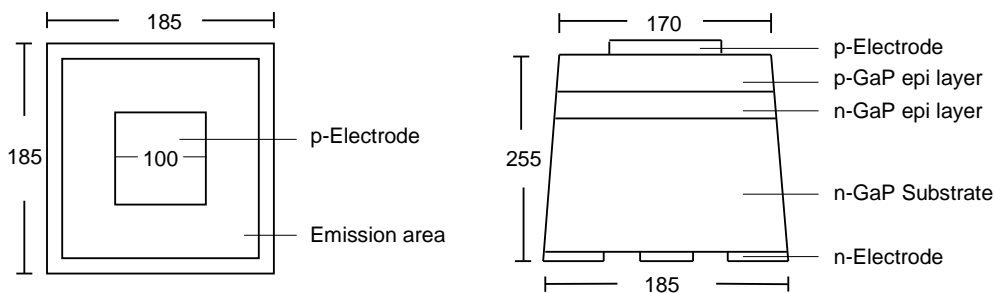 185
185
p-Electrode
100
Emission area
170
p-Electrode
p-GaP epi layer
n-GaP epi layer
255
n-GaP Substrate
n-Electrode
185